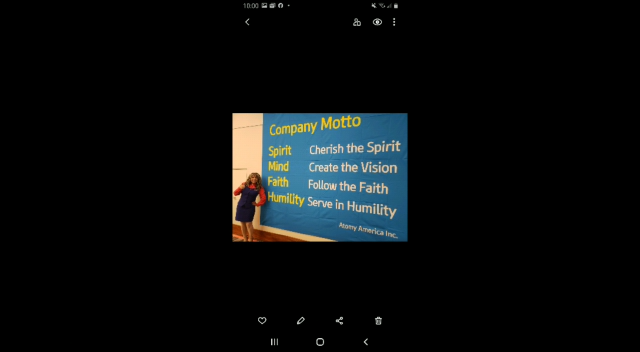 10:00
Company Motto
Spirit Cherish the Spirit
Mind Create the Vision
Faith Follow the Faith
Humility Serve in Humility
Atomy America Inc.